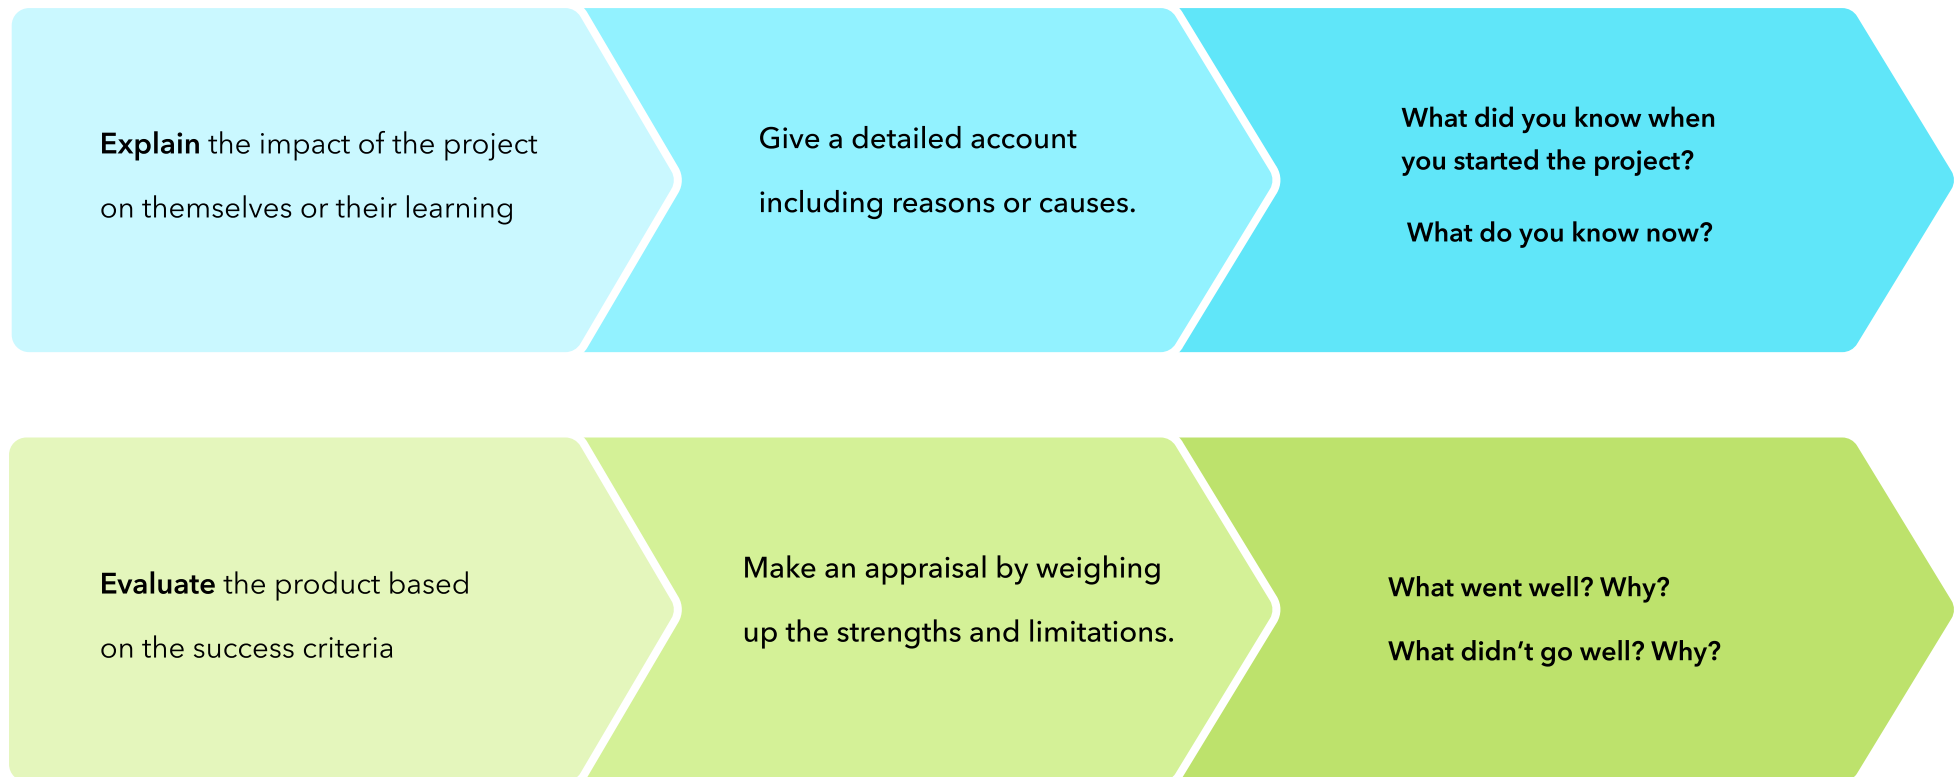 Explain the impact of the project
on themselves or their learning
Give a detailed account
including reasons or causes.
What did you know when
you started the project?
What do you know now?
Evaluate the product based
on the success criteria
Make an appraisal by weighing
up the strengths and limitations.
What went well? Why?
What didn’t go well? Why?